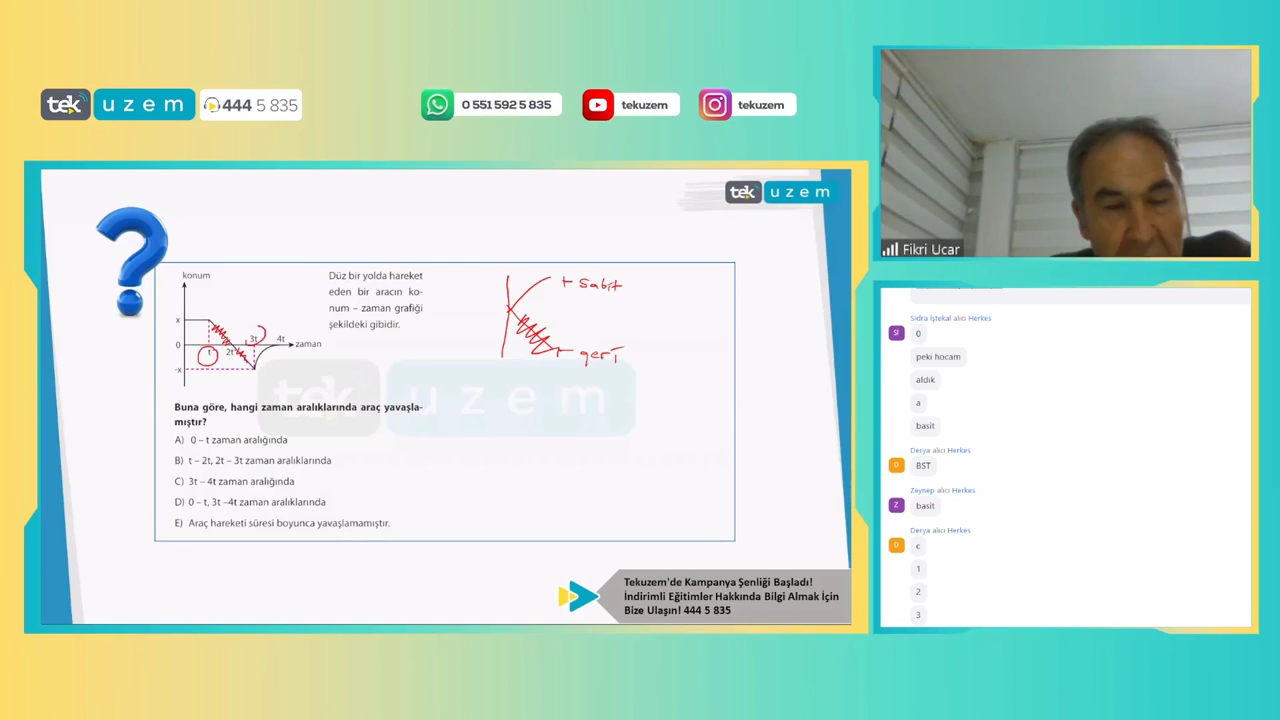 tek uzem 444 5 835
0 551 592 5 835
tekuzem
tekuzem
tek uzem
konum
x
0
-x
t
2t
3t
4t
zaman
Düz bir yolda hareket
eden bir aracın ko-
num – zaman grafiği
şekildeki gibidir.
+ sabit
geri
tek uzem
Buna göre, hangi zaman aralıklarında araç yavaşla-
mıştır?
A) 0 – t zaman aralığında
B) t – 2t, 2t – 3t zaman aralıklarında
C) 3t – 4t zaman aralığında
D) 0 – t, 3t –4t zaman aralıklarında
E) Araç hareketi süresi boyunca yavaşlamamıştır.
Tekuzem'de Kampanya Şenliği Başladı!
İndirimli Eğitimler Hakkında Bilgi Almak İçin
Bize Ulaşın! 444 5 835
Fikri Ucar
Sidra İştekal alıcı Herkes
Sİ
0
peki hocam
aldık
a
basit
Derya alıcı Herkes
D
BST
Zeynep alıcı Herkes
Z
basit
Derya alıcı Herkes
D
c
1
2
3